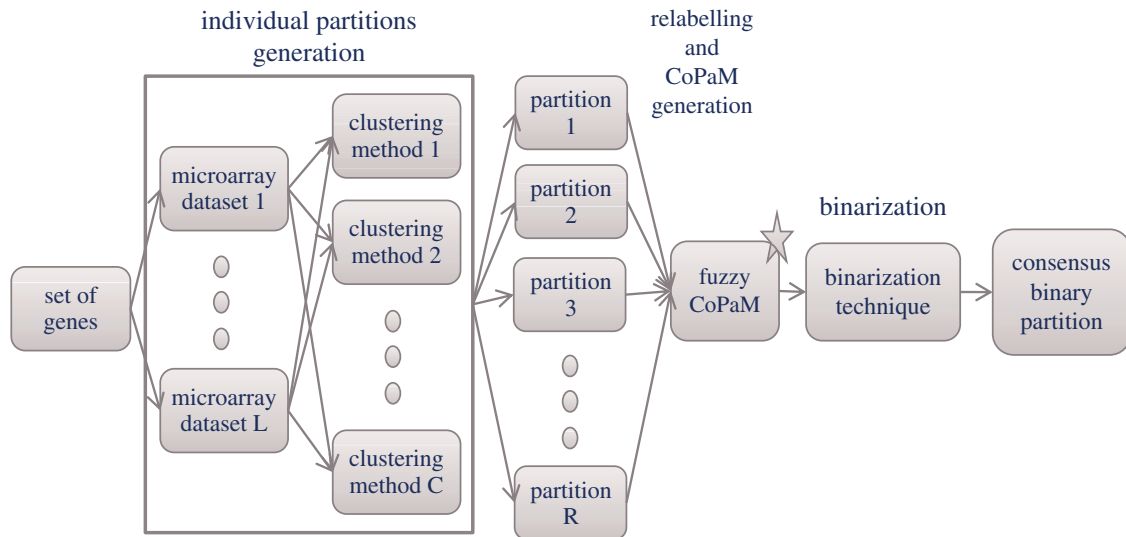 individual partitions
generation
relabelling
and
CoPaM
generation
binarization
set of
genes
microarray
dataset 1
microarray
dataset L
clustering
method 1
clustering
method 2
clustering
method C
partition
1
partition
2
partition
3
partition
R
fuzzy
CoPaM
binarization
technique
consensus
binary
partition